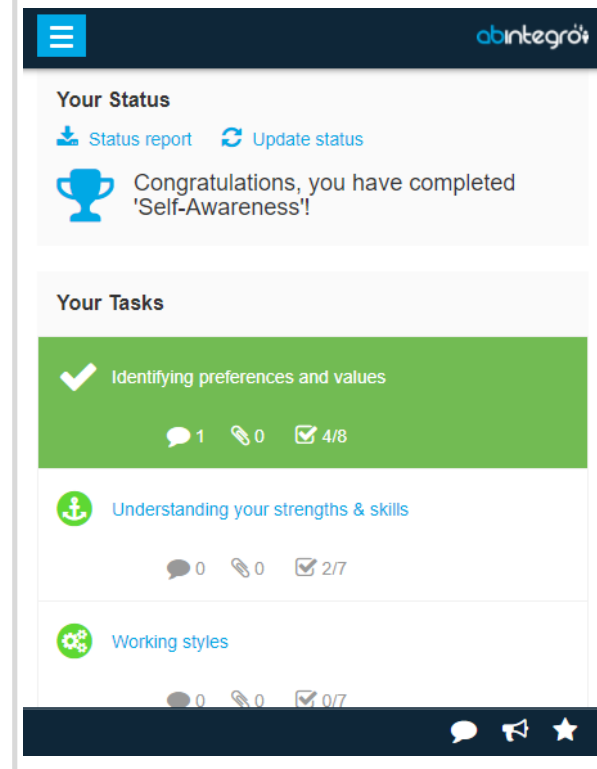 abintegro
Your Status
Status report Update status
Congratulations, you have completed
'Self-Awareness'!
Your Tasks
Identifying preferences and values
1 0 4/8
Understanding your strengths & skills
0 0 2/7
Working styles
0 0 0/7